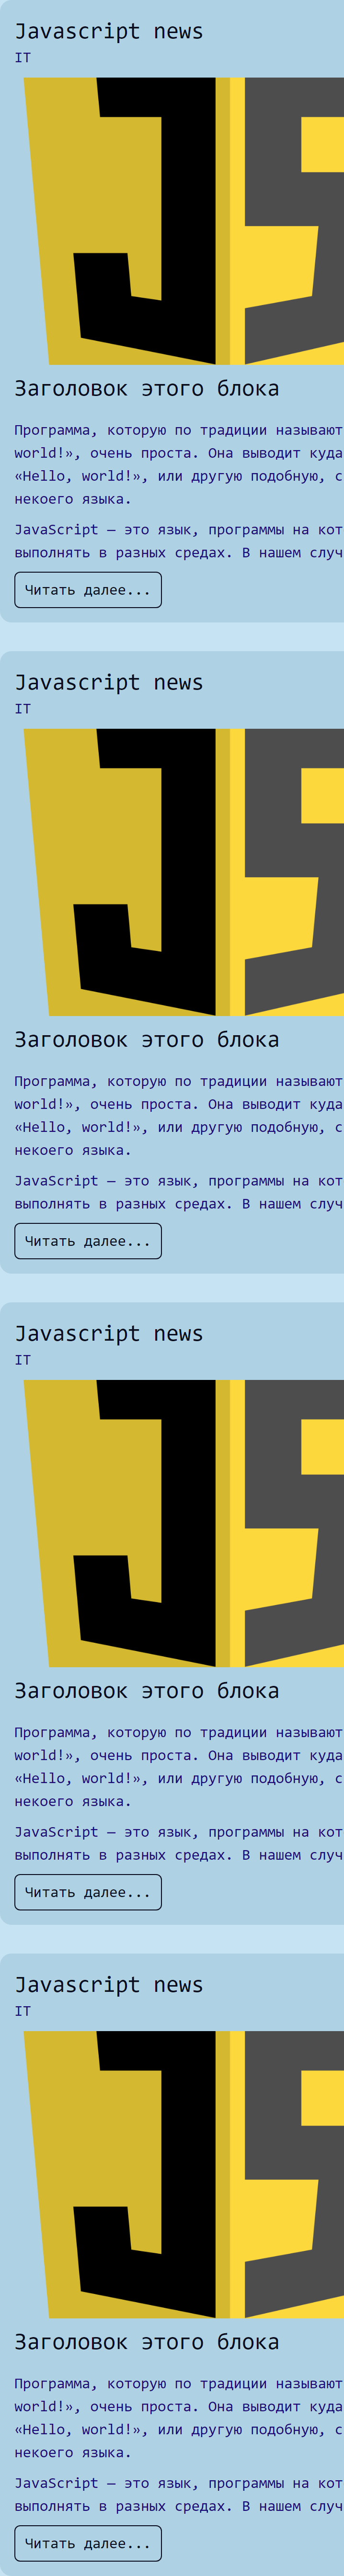 Javascript news
IT
JS
Заголовок этого блока
Программа, которую по традиции называют
world!», очень проста. Она выводит куда
«Hello, world!», или другую подобную, с
некоего языка.
JavaScript — это язык, программы на кот
выполнять в разных средах. В нашем случ
Читать далее...
Javascript news
IT
JS
Заголовок этого блока
Программа, которую по традиции называют
world!», очень проста. Она выводит куда
«Hello, world!», или другую подобную, с
некоего языка.
JavaScript — это язык, программы на кот
выполнять в разных средах. В нашем случ
Читать далее...
Javascript news
IT
JS
Заголовок этого блока
Программа, которую по традиции называют
world!», очень проста. Она выводит куда
«Hello, world!», или другую подобную, с
некоего языка.
JavaScript — это язык, программы на кот
выполнять в разных средах. В нашем случ
Читать далее...
Javascript news
IT
JS
Заголовок этого блока
Программа, которую по традиции называют
world!», очень проста. Она выводит куда
«Hello, world!», или другую подобную, с
некоего языка.
JavaScript — это язык, программы на кот
выполнять в разных средах. В нашем случ
Читать далее...